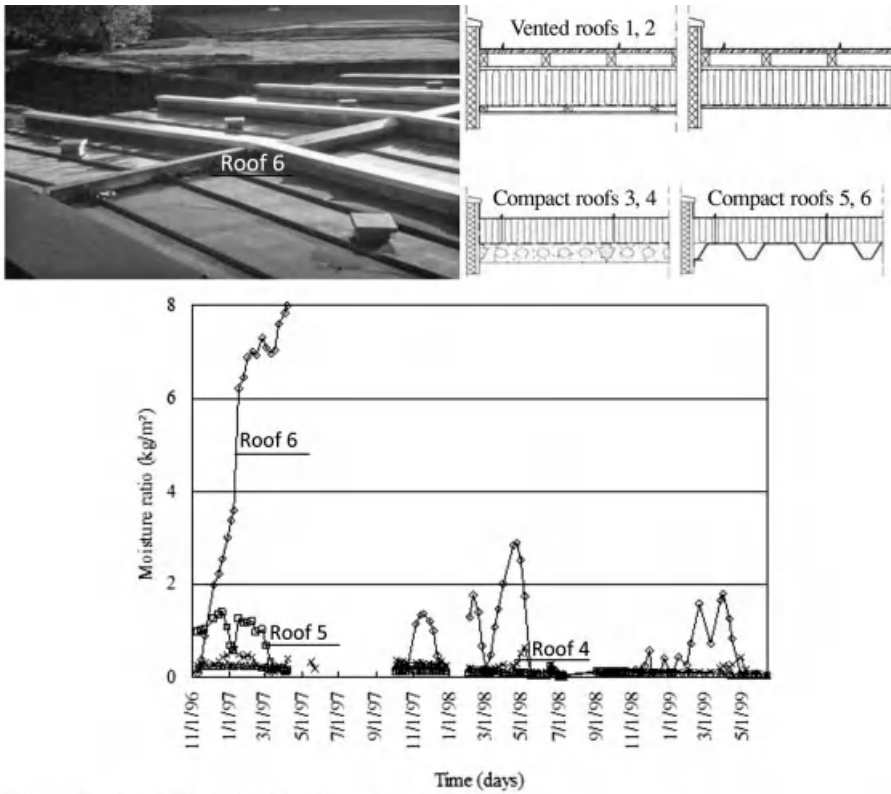 Roof 6
Vented roofs 1, 2
Compact roofs 3, 4
Compact roofs 5, 6
8
6
4
2
0
Moisture ratio (kg/m²)
Roof 6
Roof 5
Roof 4
11/1/96
1/1/97
3/1/97
5/1/97
7/1/97
9/1/97
11/1/97
1/1/98
3/1/98
5/1/98
7/1/98
9/1/98
11/1/98
1/1/99
3/1/99
5/1/99
Time (days)